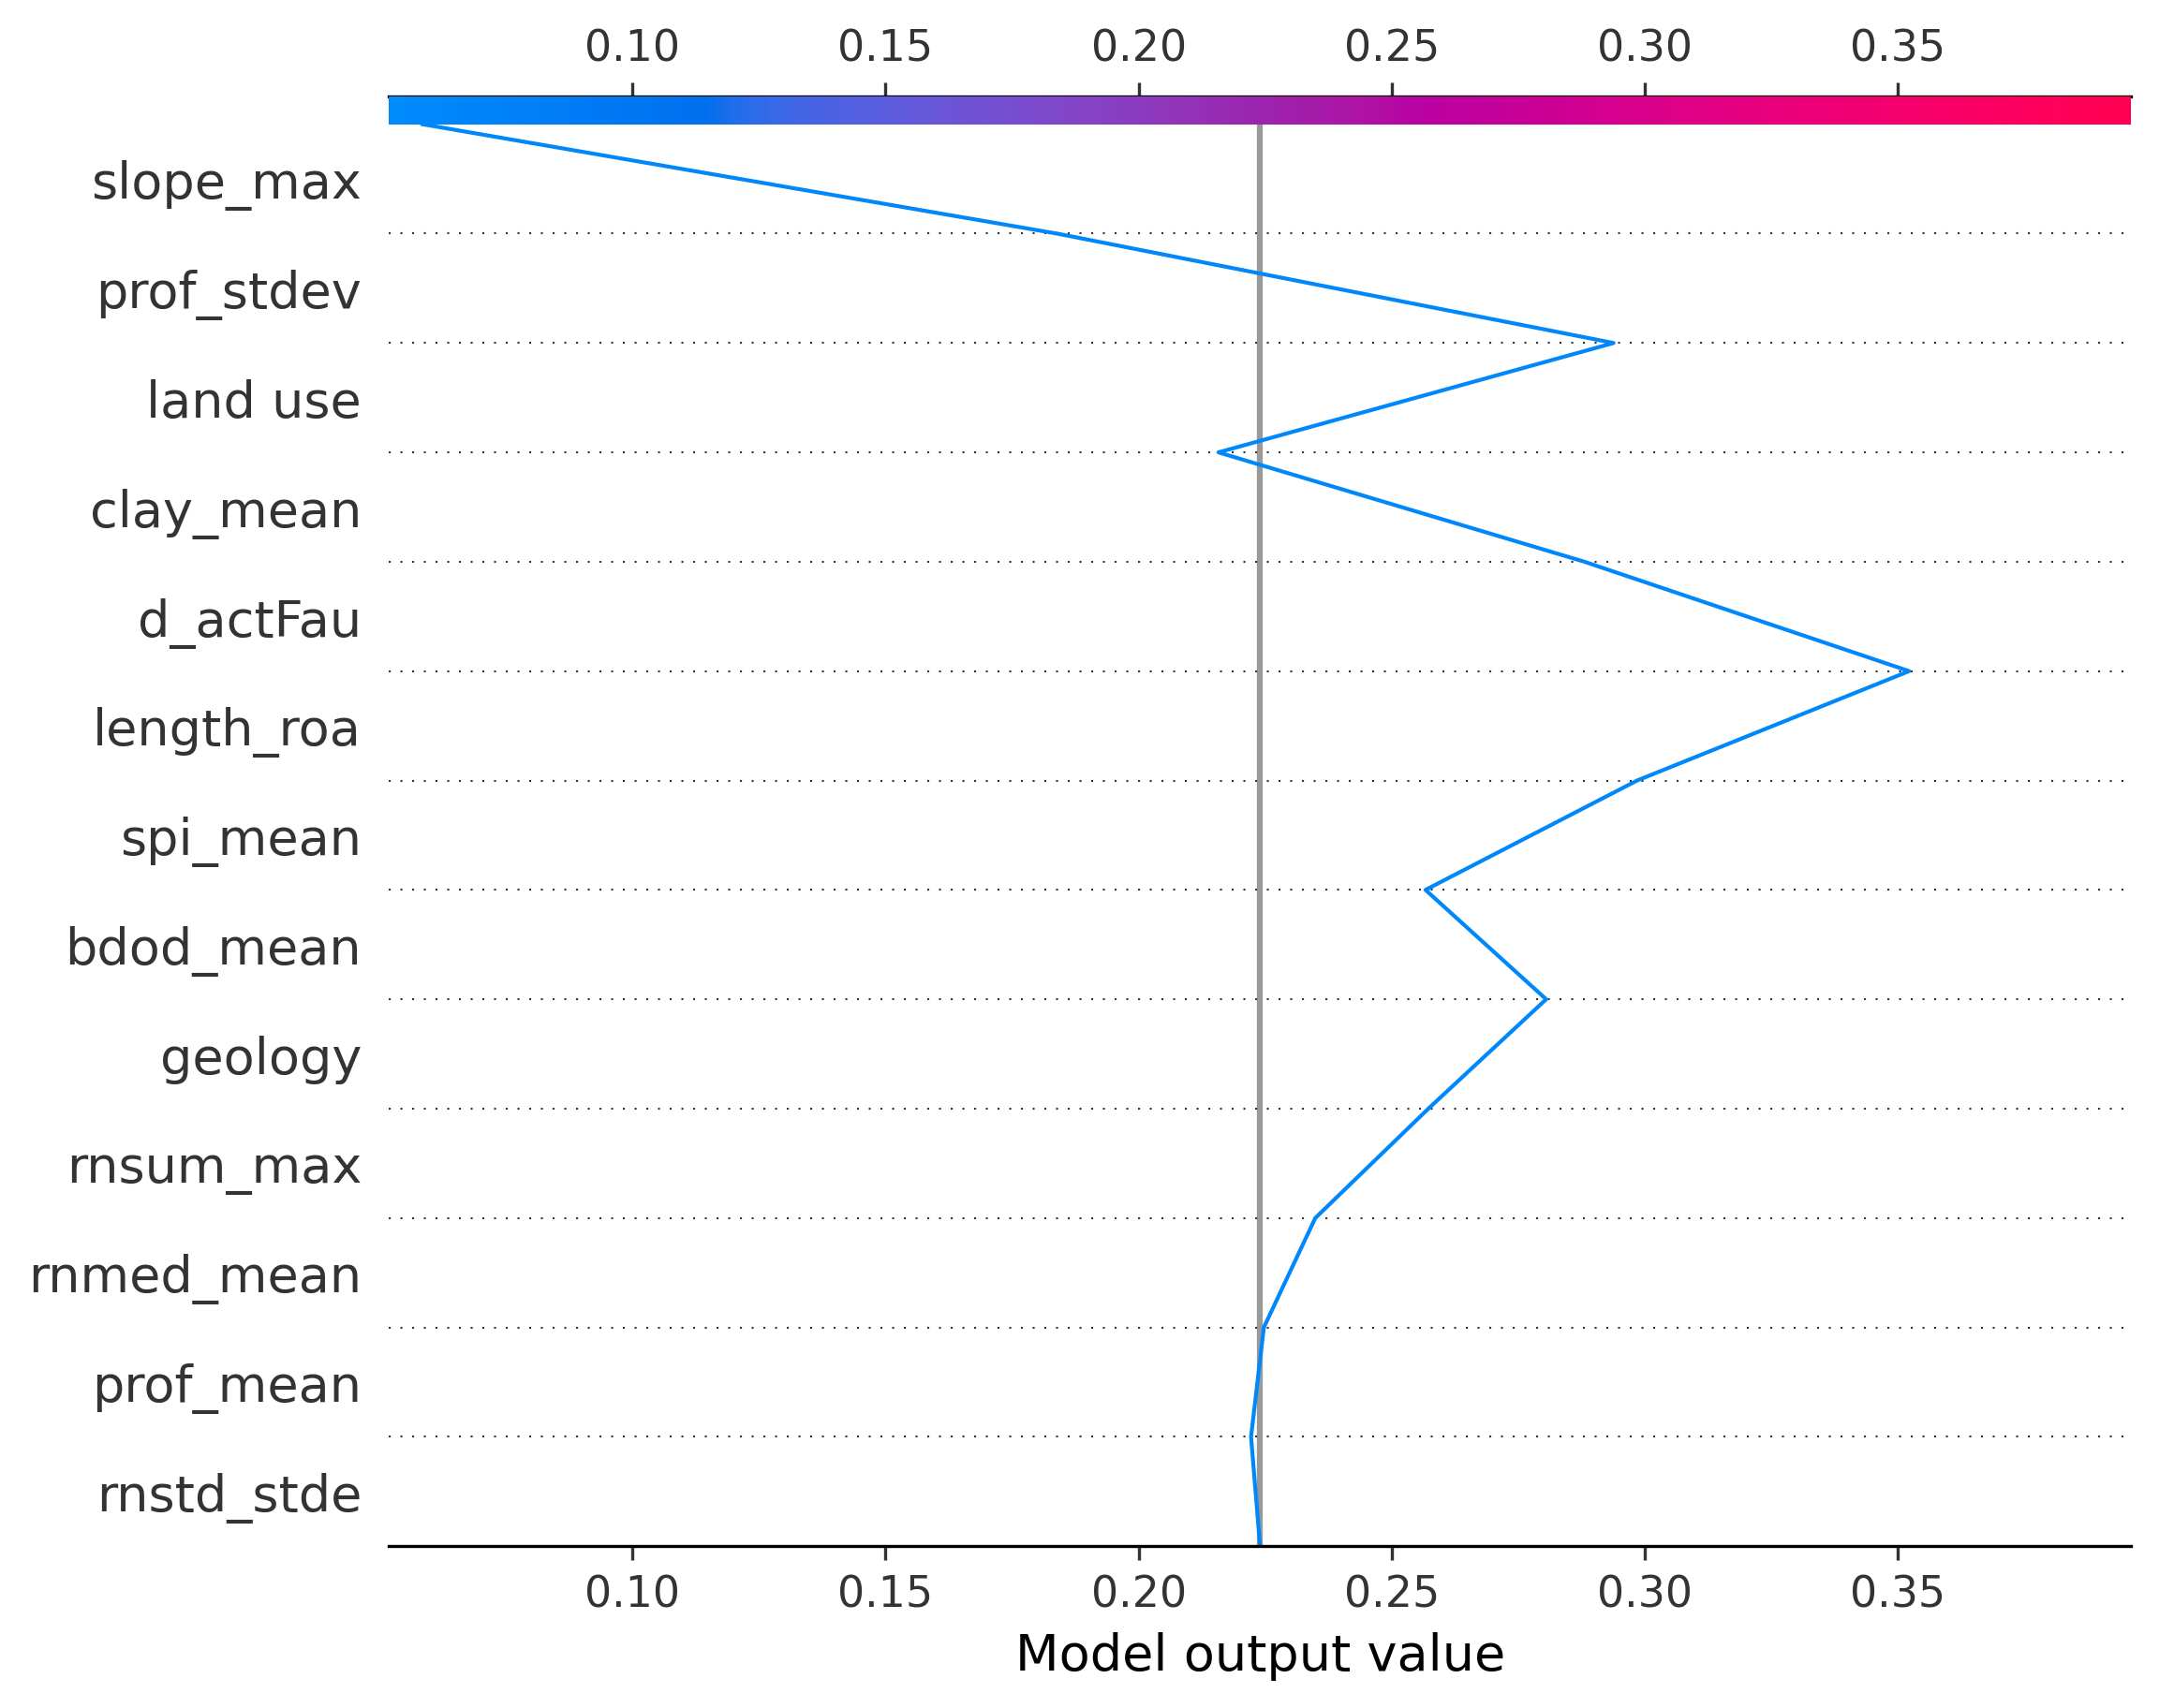 0.10 0.15 0.20 0.25 0.30 0.35
slope_max
prof_stdev
land use
clay_mean
d_actFau
length_roa
spi_mean
bdod_mean
geology
rnsum_max
rnmed_mean
prof_mean
rnstd_stde
0.10 0.15 0.20 0.25 0.30 0.35
Model output value